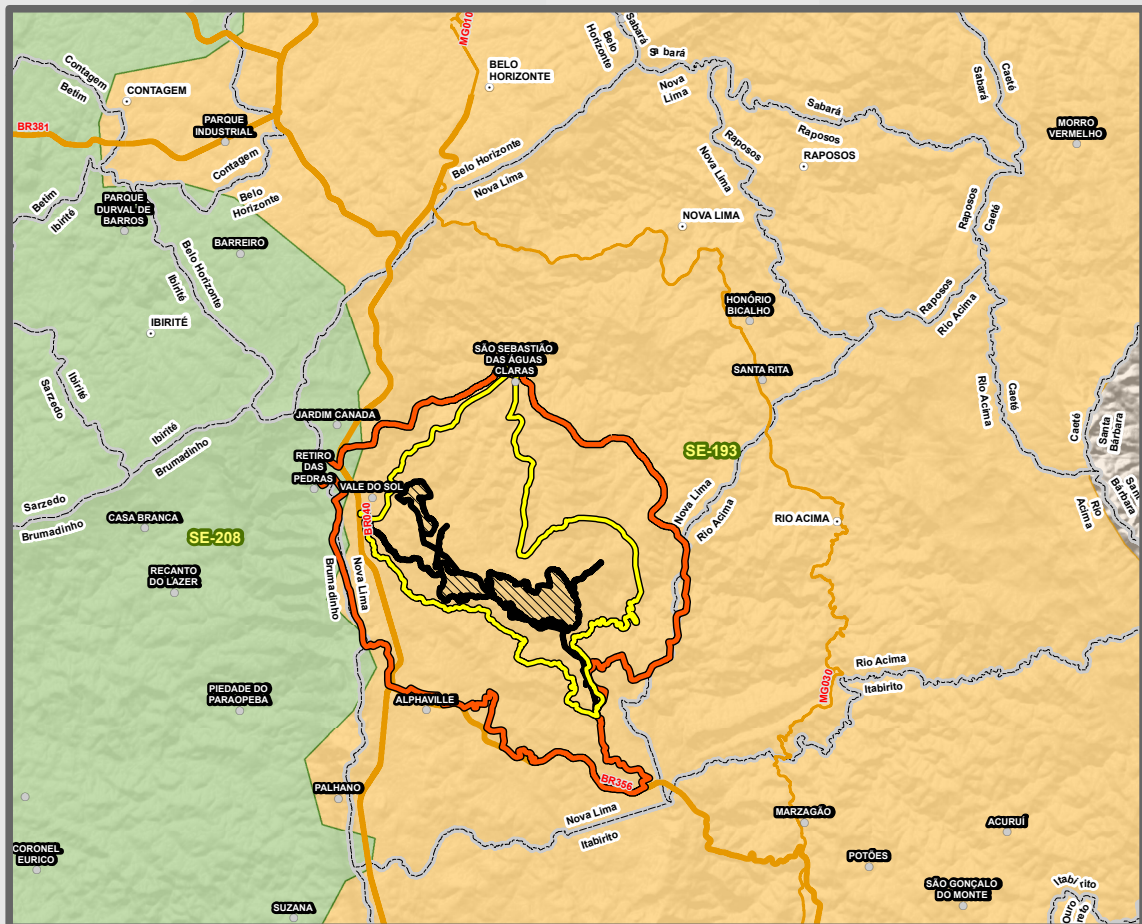 MG010
Sabará
Belo
Horizonte
Sa bará
Nova
Lima
BELO
HORIZONTE
Contagem
Betim
CONTAGEM
Caeté
Sabará
Sabará
Raposos
PARQUE
INDUSTRIAL
BR381
MORRO
VERMELHO
Raposos
Nova Lima
RAPOSOS
Belo Horizonte
Nova Lima
Contagem
Belo
Horizonte
Betim
Ibirité
PARQUE
DURVAL DE
BARROS
Raposos
Caeté
NOVA LIMA
BARREIRO
Belo Horizonte
Ibirité
Raposos
Rio Acima
HONÓRIO
BICALHO
IBIRITÉ
SÃO SEBASTIÃO
DAS ÁGUAS
CLARAS
SANTA RITA
Ibirité
Sarzedo
Rio Acima
Caeté
JARDIM CANADA
Ibirité
Brumadinho
Caeté
Santa
Bárbara
SE-193
RETIRO
DAS
PEDRAS
VALE DO SOL
Sarzedo
Brumadinho
Nova Lima
Rio Acima
Rio
Acima
Bárbara
CASA BRANCA
BR040
RIO ACIMA
SE-208
RECANTO
DO LAZER
Brumadinho
Nova Lima
Rio Acima
Itabirito
MG030
PIEDADE DO
PARAOPEBA
ALPHAVILLE
BR356
PALHANO
Nova Lima
Itabirito
MARZAGÃO
ACURUÍ
CORONEL
EURICO
POTÕES
SÃO GONÇALO
DO MONTE
Itabi rito
Ouro
SUZANA